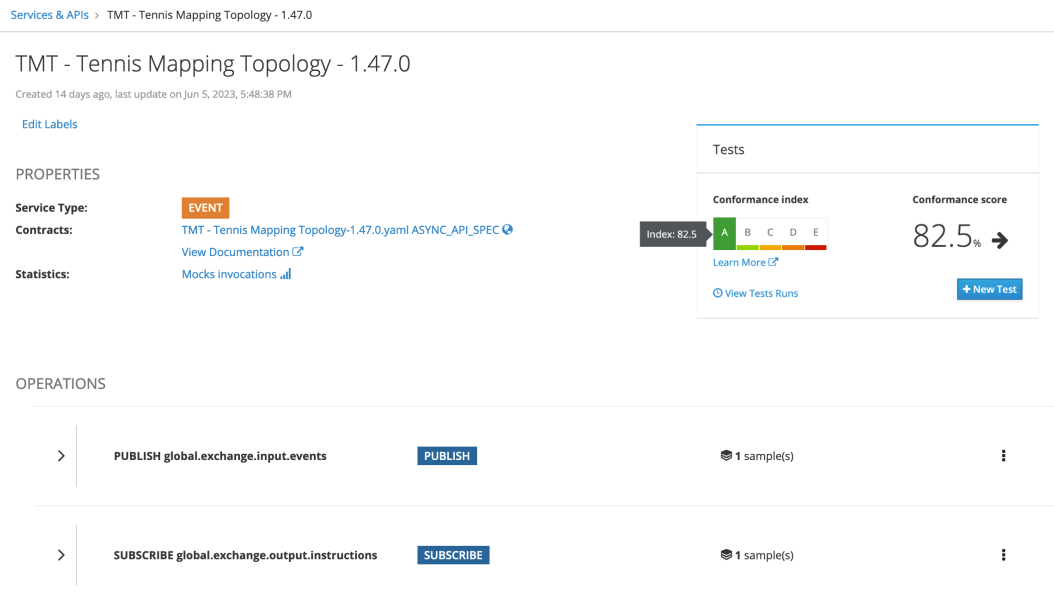 Services & APIs > TMT - Tennis Mapping Topology - 1.47.0
TMT - Tennis Mapping Topology - 1.47.0
Created 14 days ago, last update on Jun 5, 2023, 5:48:38 PM
Edit Labels
Tests
PROPERTIES
Service Type: EVENT
Contracts: TMT - Tennis Mapping Topology-1.47.0.yaml ASYNC_API_SPEC
View Documentation
Statistics: Mocks invocations
Conformance index
Conformance score
Index: 82.5
A B C D E
82.5%
Learn More
View Tests Runs
+ New Test
OPERATIONS
PUBLISH global.exchange.input.events PUBLISH 1 sample(s)
SUBSCRIBE global.exchange.output.instructions SUBSCRIBE 1 sample(s)